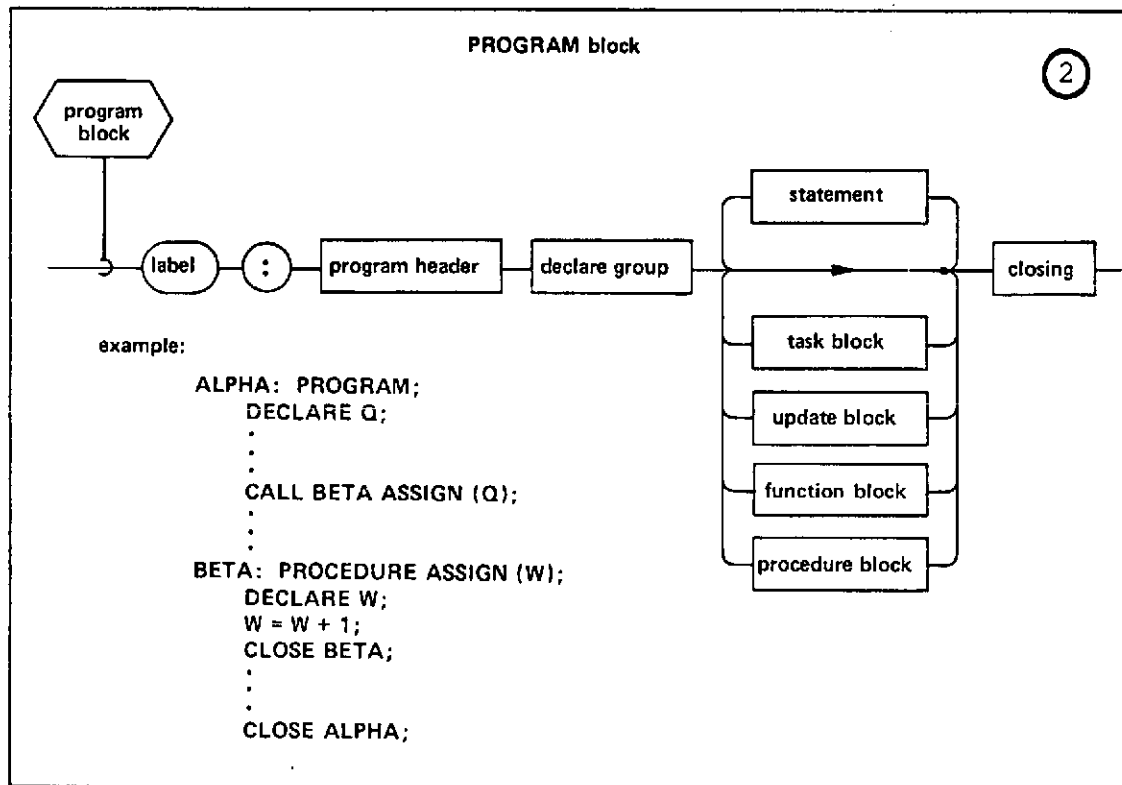 PROGRAM block
2
program
block
statement
label
:
program header
declare group
closing
task block
update block
function block
procedure block
example:
ALPHA: PROGRAM;
DECLARE Q;
.
.
.
CALL BETA ASSIGN (Q);
.
.
.
BETA: PROCEDURE ASSIGN (W);
DECLARE W;
W = W + 1;
CLOSE BETA;
.
.
.
CLOSE ALPHA;